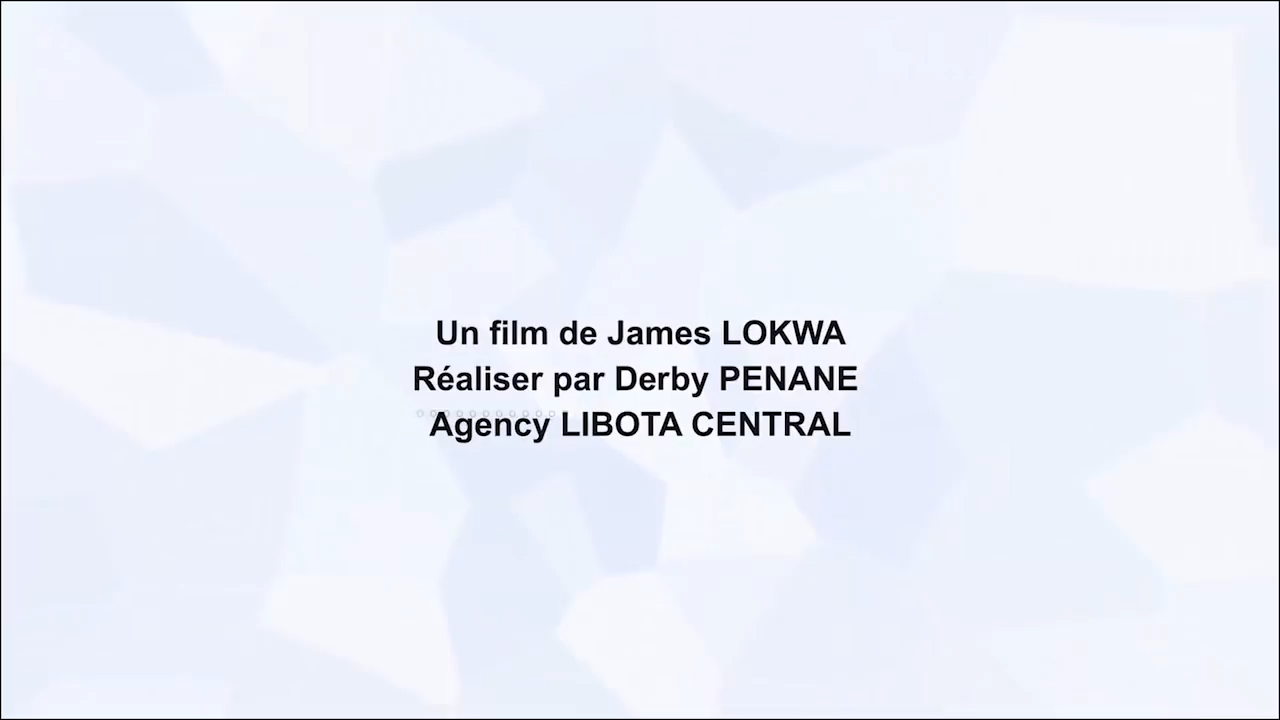 Un film de James LOKWA
Réaliser par Derby PENANE
Agency LIBOTA CENTRAL